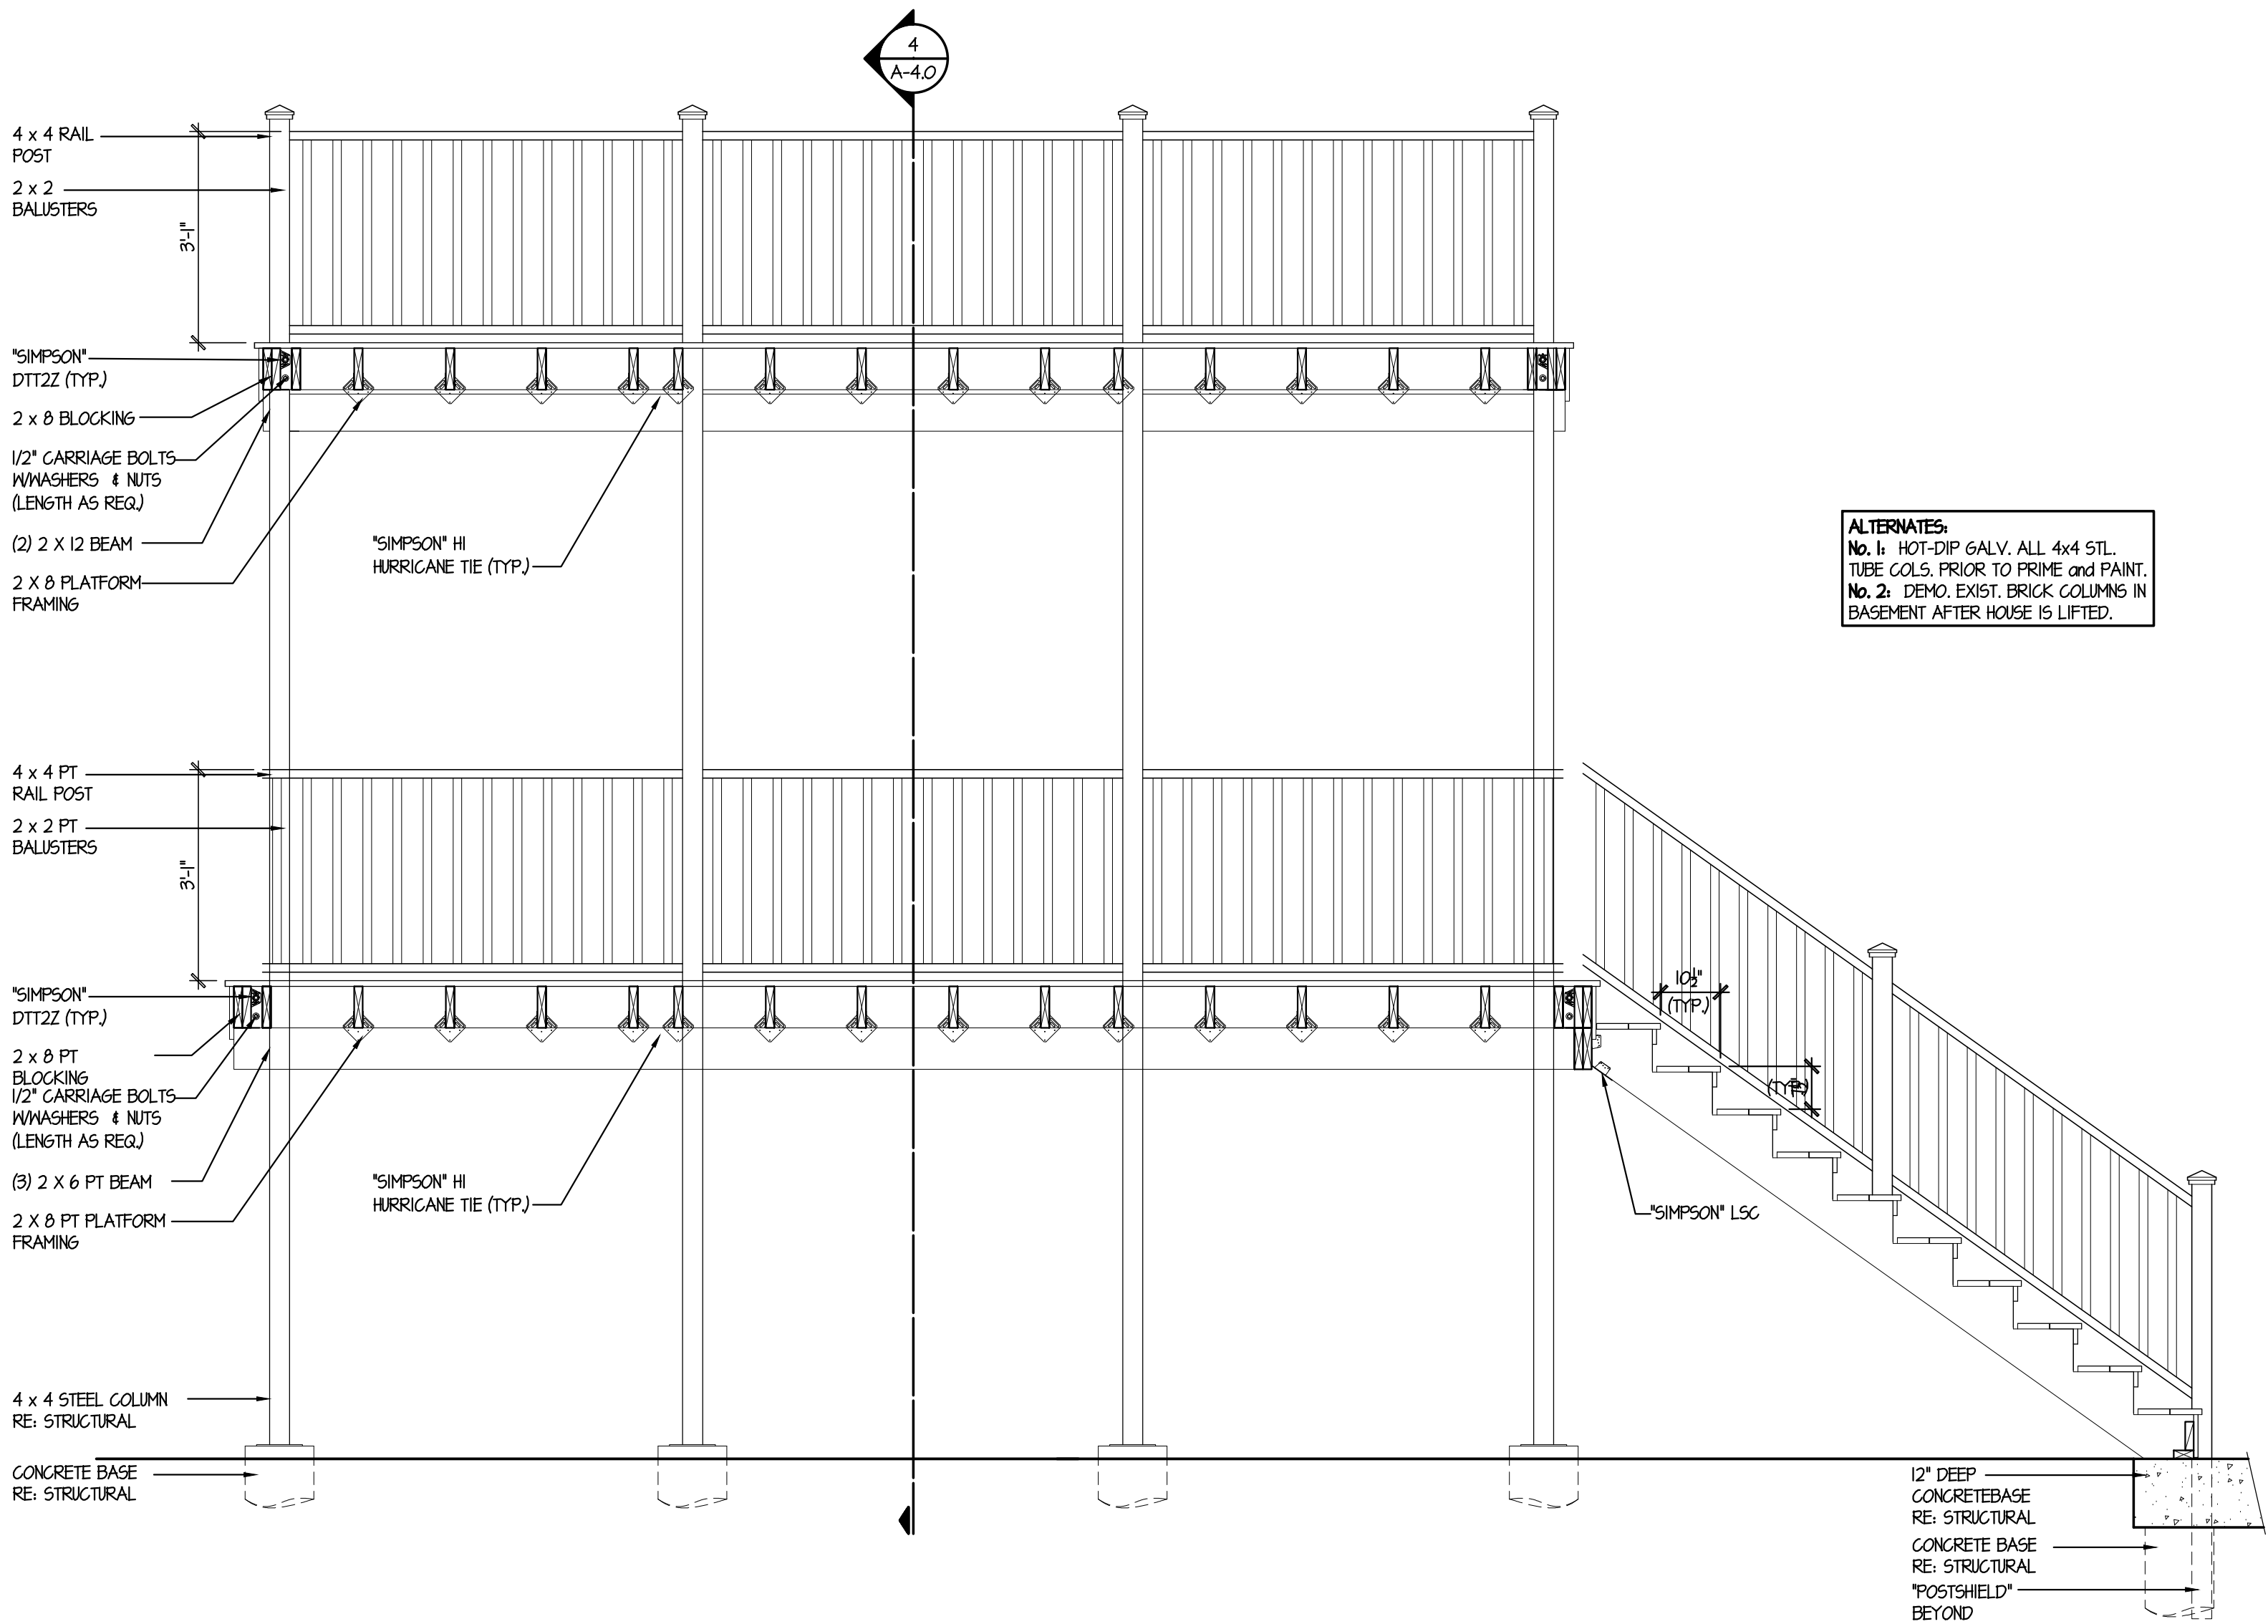 4
A-4.0
4 x 4 RAIL
POST
2 x 2
BALUSTERS
3'-1"
"SIMPSON"
DTT2Z (TYP.)
2 x 8 BLOCKING
1/2" CARRIAGE BOLTS
W/WASHERS & NUTS
(LENGTH AS REQ.)
(2) 2 X 12 BEAM
2 X 8 PLATFORM
FRAMING
"SIMPSON" H1
HURRICANE TIE (TYP.)
ALTERNATES:
No. 1: HOT-DIP GALV. ALL 4x4 STL.
TUBE COLS. PRIOR TO PRIME and PAINT.
No. 2: DEMO. EXIST. BRICK COLUMNS IN
BASEMENT AFTER HOUSE IS LIFTED.
4 x 4 PT
RAIL POST
2 x 2 PT
BALUSTERS
3'-1"
"SIMPSON"
DTT2Z (TYP.)
2 x 8 PT
BLOCKING
1/2" CARRIAGE BOLTS
W/WASHERS & NUTS
(LENGTH AS REQ.)
(3) 2 X 6 PT BEAM
2 X 8 PT PLATFORM
FRAMING
"SIMPSON" H1
HURRICANE TIE (TYP.)
10 1/2"
(TYP.)
(TYP.)
"SIMPSON" LSC
4 x 4 STEEL COLUMN
RE: STRUCTURAL
CONCRETE BASE
RE: STRUCTURAL
12" DEEP
CONCRETEBASE
RE: STRUCTURAL
CONCRETE BASE
RE: STRUCTURAL
"POSTSHIELD"
BEYOND